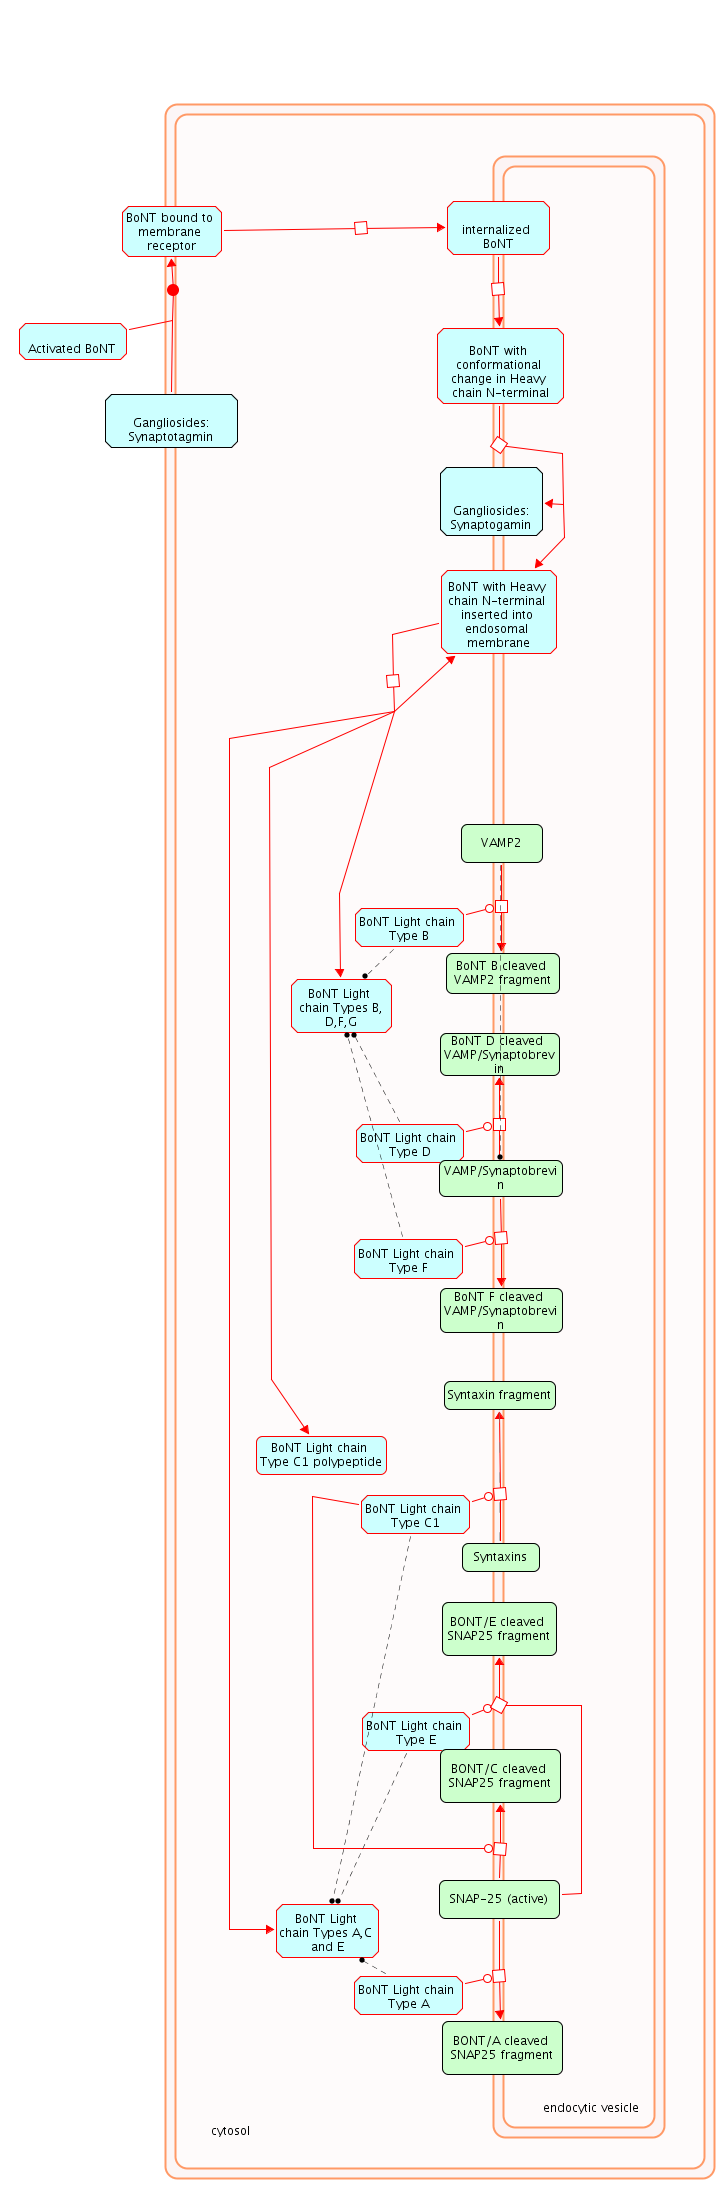 BoNT bound to
membrane
receptor
internalized
BoNT
Activated BoNT
BoNT with
conformational
change in Heavy
chain N-terminal
Gangliosides:
Synaptotagmin
Gangliosides:
Synaptogamin
BoNT with Heavy
chain N-terminal
inserted into
endosomal
membrane
VAMP2
BoNT Light chain
Type B
BoNT B cleaved
VAMP2 fragment
BoNT Light
chain Types B,
D,F,G
BoNT D cleaved
VAMP/Synaptobrev
in
BoNT Light chain
Type D
VAMP/Synaptobrevi
n
BoNT Light chain
Type F
BoNT F cleaved
VAMP/Synaptobrevi
n
Syntaxin fragment
BoNT Light chain
Type C1 polypeptide
BoNT Light chain
Type C1
Syntaxins
BONT/E cleaved
SNAP25 fragment
BoNT Light chain
Type E
BONT/C cleaved
SNAP25 fragment
SNAP-25 (active)
BoNT Light
chain Types A,C
and E
BoNT Light chain
Type A
BONT/A cleaved
SNAP25 fragment
endocytic vesicle
cytosol